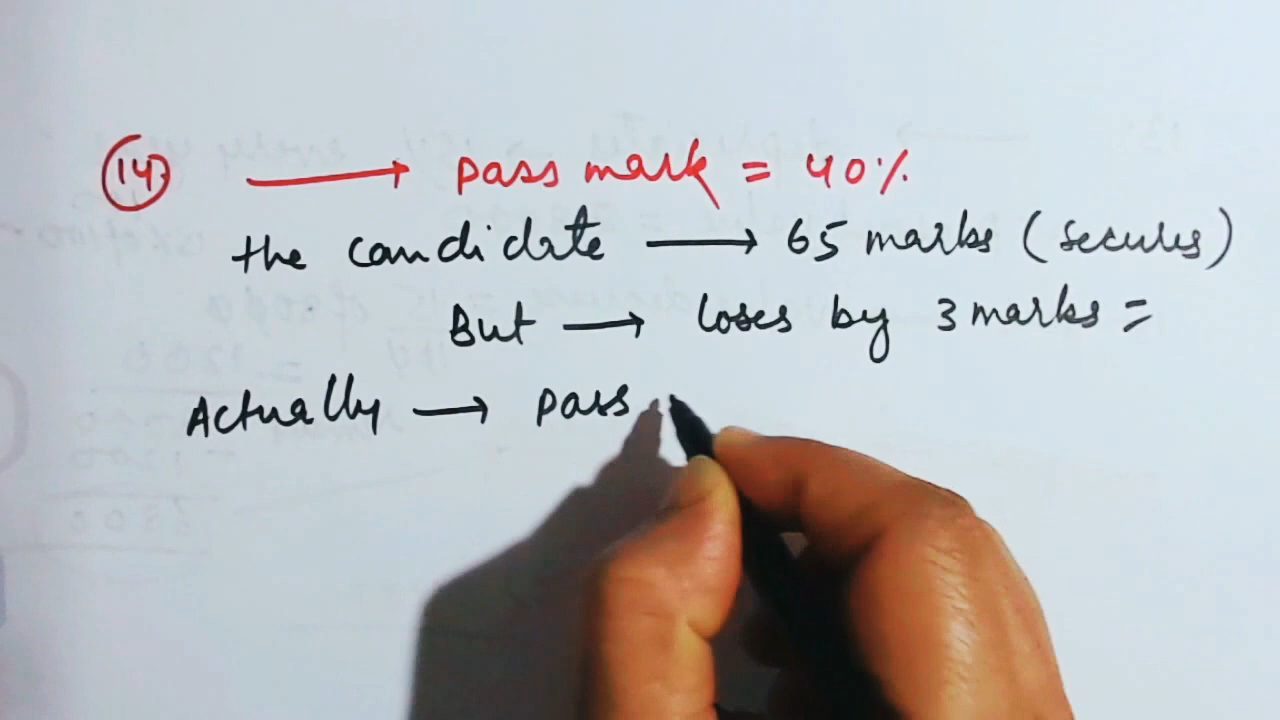 14. → pass mark = 40%
the candidate → 65 marks (secures)
But → loses by 3 marks =
Actually → pass